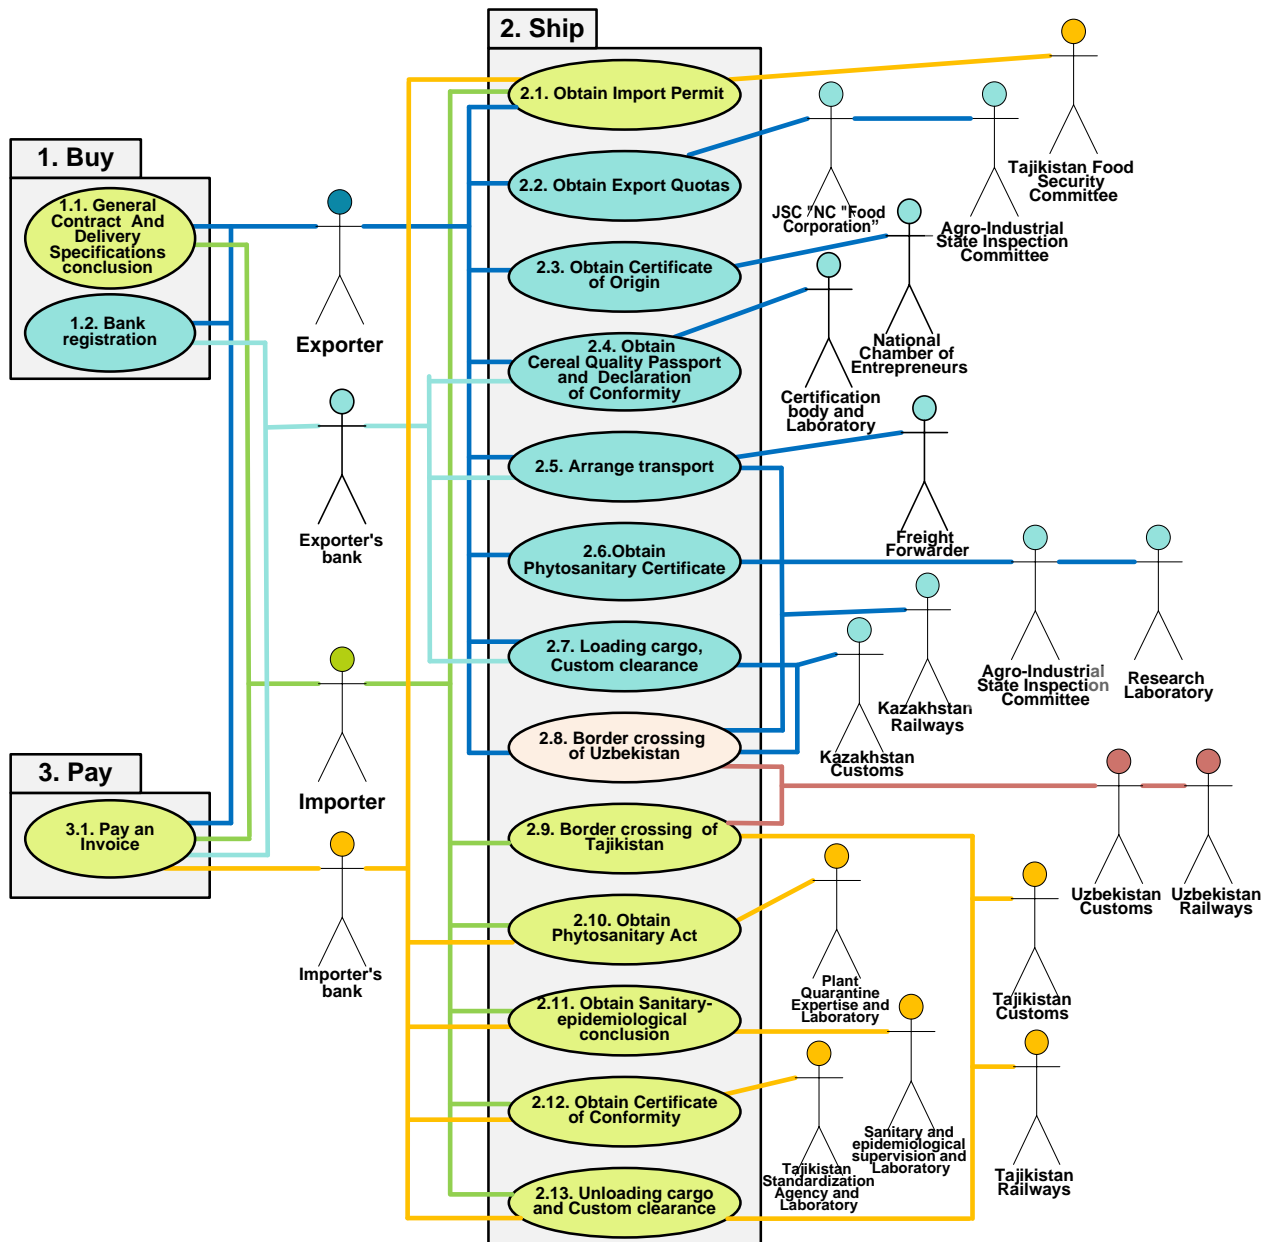 2. Ship
2.1. Obtain Import Permit
Tajikistan Food
Security
Committee
1. Buy
1.1. General
Contract And
Delivery
Specifications
conclusion
1.2. Bank
registration
Exporter
2.2. Obtain Export Quotas
JSC "NC "Food
Corporation”
Agro-Industrial
State Inspection
Committee
2.3. Obtain Certificate
of Origin
National
Chamber of
Entrepreneurs
2.4. Obtain
Cereal Quality Passport
and Declaration
of Conformity
Certification
body and
Laboratory
Exporter's
bank
2.5. Arrange transport
Freight
Forwarder
2.6.Obtain
Phytosanitary Certificate
Agro-Industrial
State Inspection
Committee
Research
Laboratory
2.7. Loading cargo,
Custom clearance
Kazakhstan
Railways
Kazakhstan
Customs
Importer
2.8. Border crossing
of Uzbekistan
3. Pay
3.1. Pay an
Invoice
Importer's
bank
2.9. Border crossing of
Tajikistan
Uzbekistan
Customs
Uzbekistan
Railways
2.10. Obtain
Phytosanitary Act
Plant
Quarantine
Expertise and
Laboratory
Tajikistan
Customs
2.11. Obtain Sanitary-
epidemiological
conclusion
Sanitary and
epidemiological
supervision and
Laboratory
2.12. Obtain Certificate
of Conformity
Tajikistan
Standardization
Agency and
Laboratory
Tajikistan
Railways
2.13. Unloading cargo
and Custom clearance